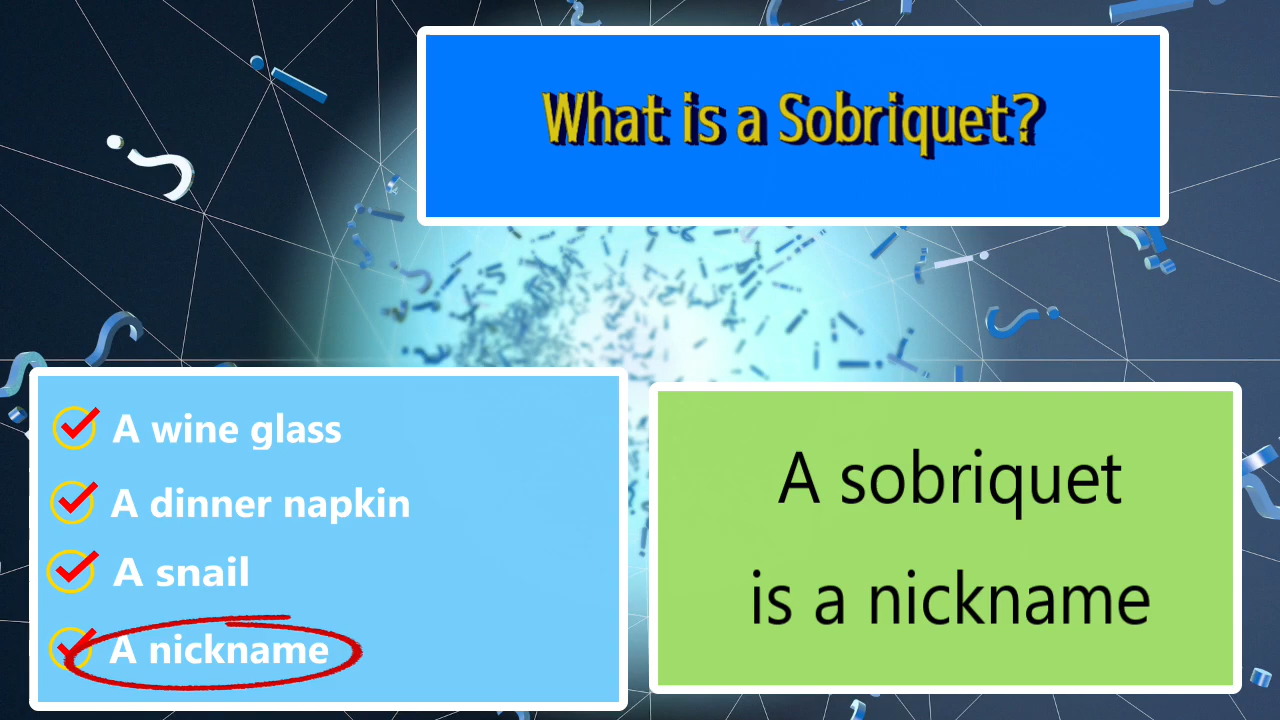 What is a Sobriquet?
A wine glass
A dinner napkin
A snail
A nickname
A sobriquet
is a nickname